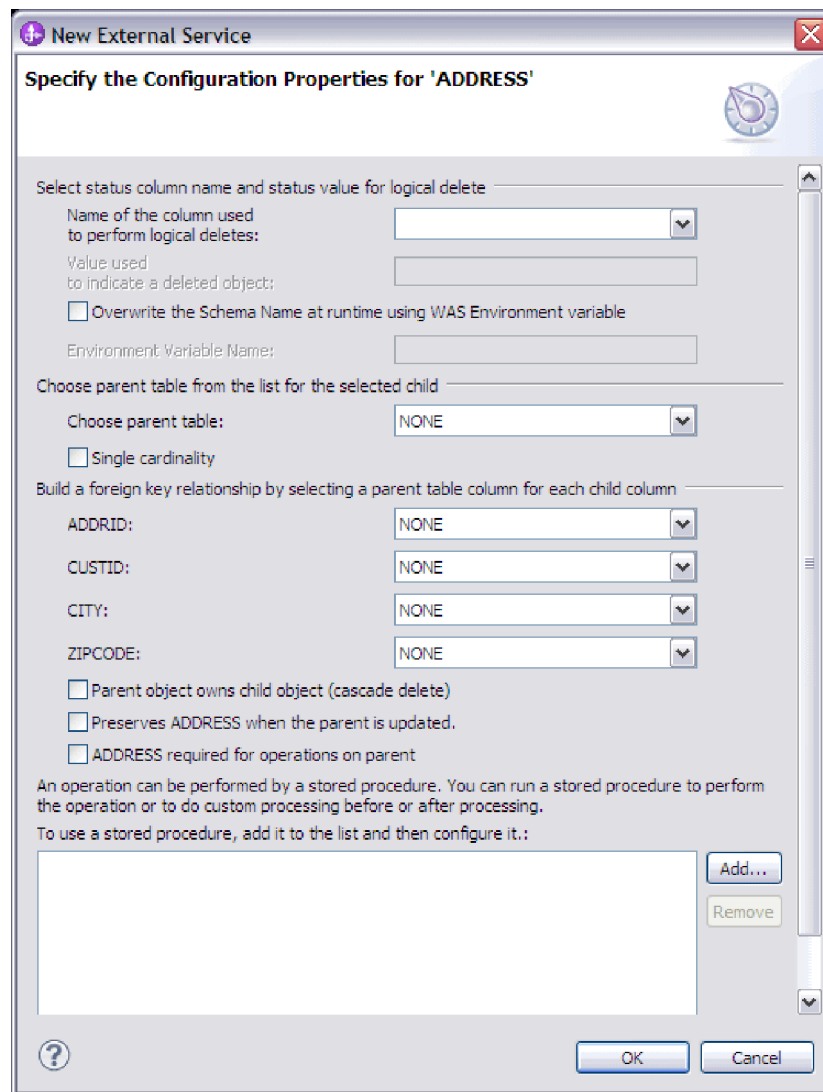 New External Service
Specify the Configuration Properties for 'ADDRESS'
Select status column name and status value for logical delete
Name of the column used
to perform logical deletes:
Value used
to indicate a deleted object:
Overwrite the Schema Name at runtime using WAS Environment variable
Environment Variable Name:
Choose parent table from the list for the selected child
Choose parent table: NONE
Single cardinality
Build a foreign key relationship by selecting a parent table column for each child column
ADDRID: NONE
CUSTID: NONE
CITY: NONE
ZIPCODE: NONE
Parent object owns child object (cascade delete)
Preserves ADDRESS when the parent is updated.
ADDRESS required for operations on parent
An operation can be performed by a stored procedure. You can run a stored procedure to perform
the operation or to do custom processing before or after processing.
To use a stored procedure, add it to the list and then configure it.:
Add...
Remove
?
OK Cancel